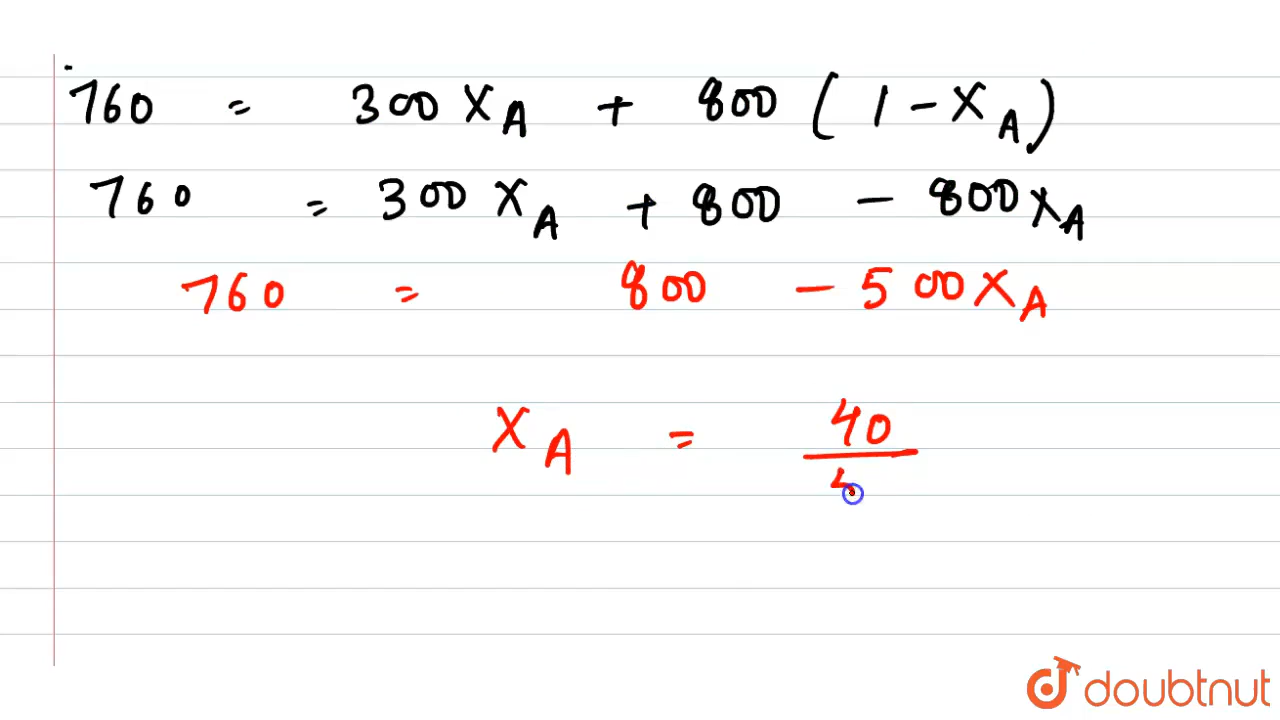 760 = 300 X_A + 800 (1 - X_A)
760 = 300 X_A + 800 - 800 X_A
760 = 800 - 500 X_A
X_A = 40/5
doubtnut